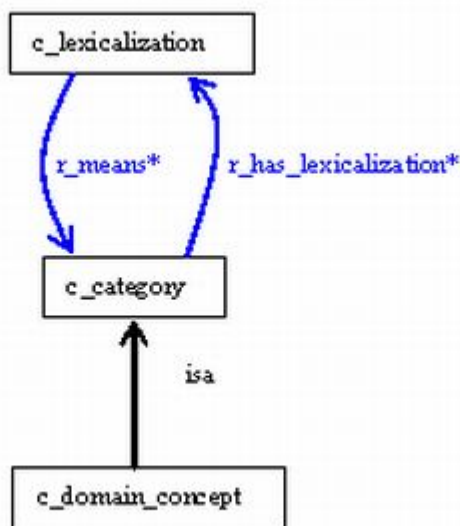 c_lexicalization
r_means*
r_has_lexicalization*
c_category
isa
c_domain_concept